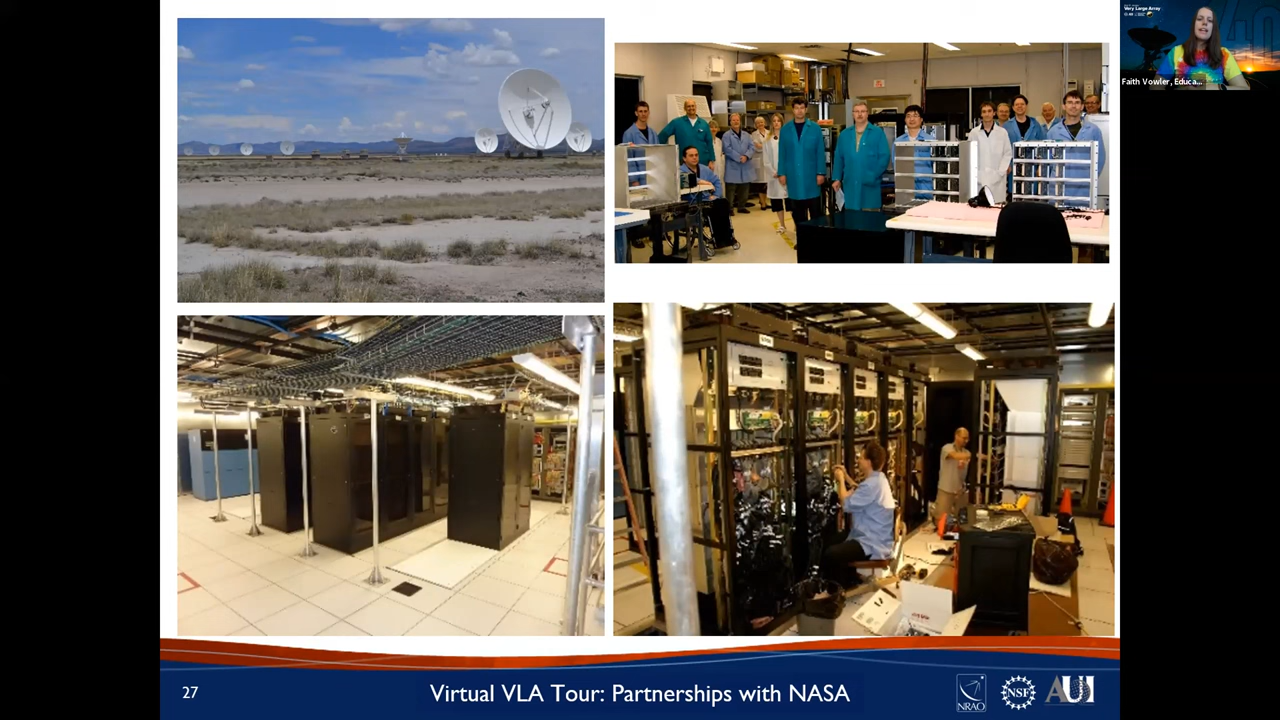 Very Large Array
Faith Vowler, Educa...
27
Virtual VLA Tour: Partnerships with NASA
NRAO
NSF
AUI